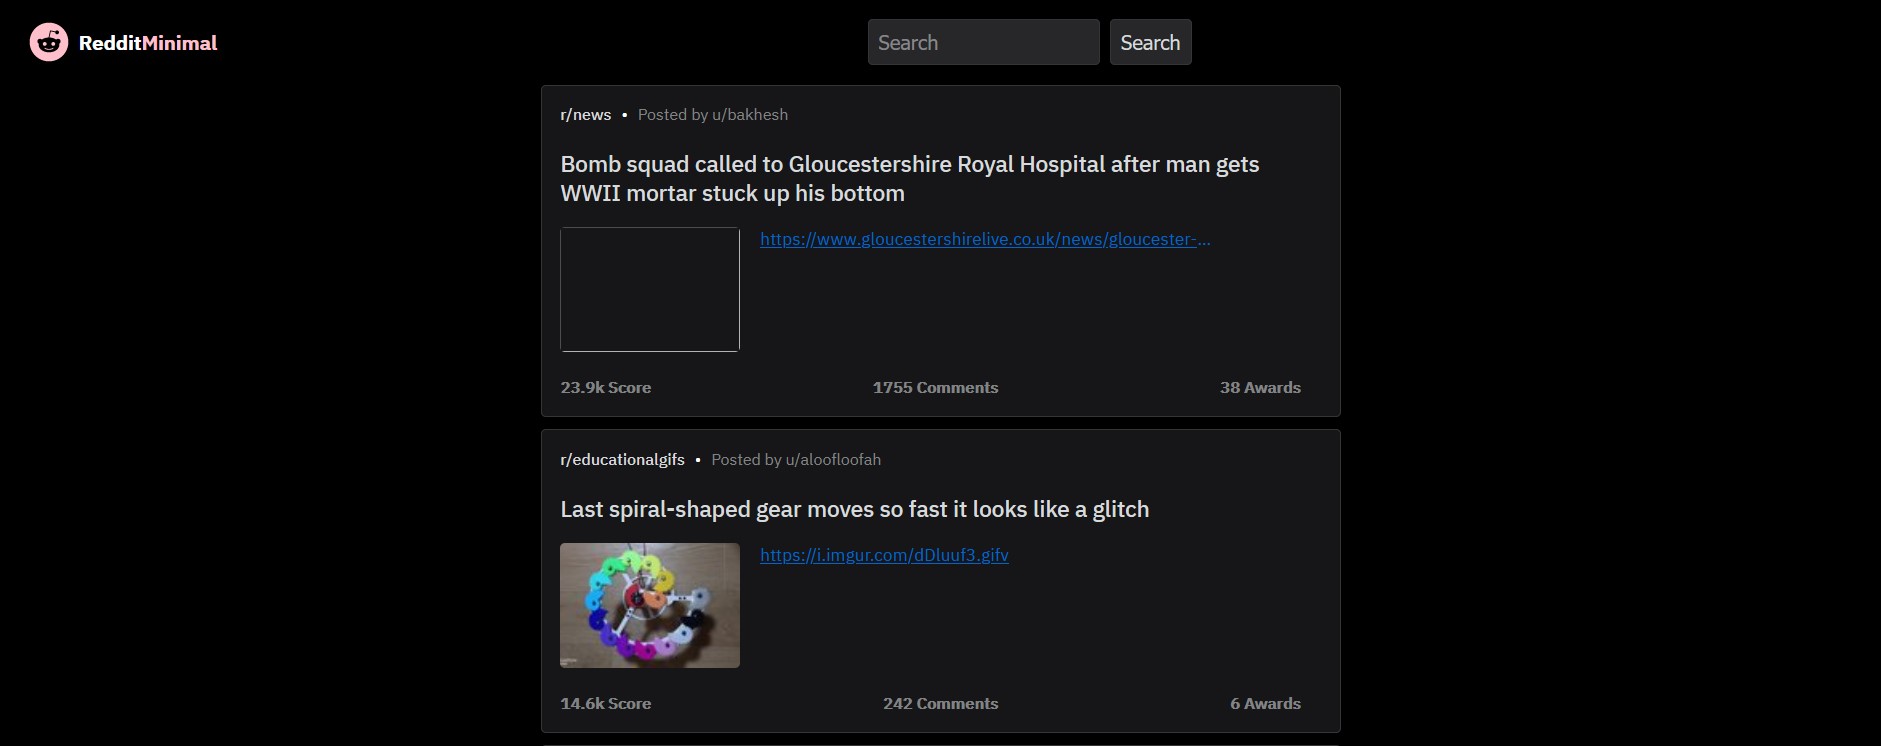 RedditMinimal
Search
Search
r/news • Posted by u/bakhesh
Bomb squad called to Gloucestershire Royal Hospital after man gets
WWII mortar stuck up his bottom
https://www.gloucestershirelive.co.uk/news/gloucester-...
23.9k Score
1755 Comments
38 Awards
r/educationalgifs • Posted by u/aloofloofah
Last spiral-shaped gear moves so fast it looks like a glitch
https://i.imgur.com/dDluuf3.gifv
14.6k Score
242 Comments
6 Awards